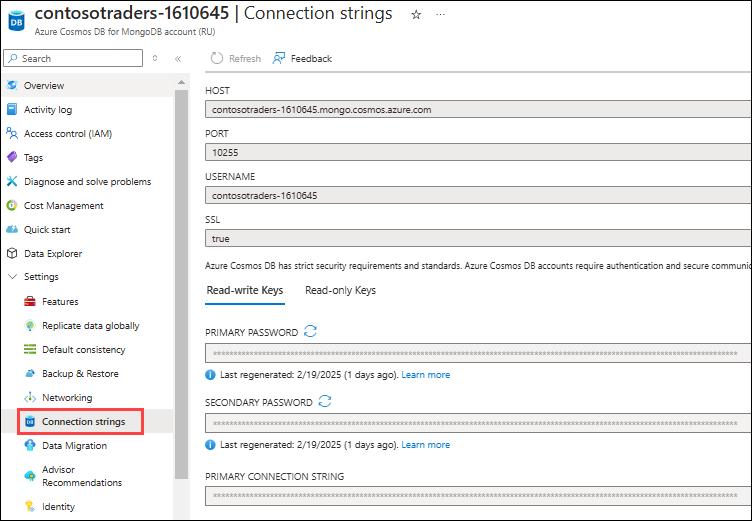 contosotraders-1610645 | Connection strings ☆ ...
Azure Cosmos DB for MongoDB account (RU)
Search
Refresh Feedback
Overview
Activity log
Access control (IAM)
Tags
Diagnose and solve problems
Cost Management
Quick start
Data Explorer
Settings
Features
Replicate data globally
Default consistency
Backup & Restore
Networking
Connection strings
Data Migration
Advisor
Recommendations
Identity
HOST
contosotraders-1610645.mongo.cosmos.azure.com
PORT
10255
USERNAME
contosotraders-1610645
SSL
true
Azure Cosmos DB has strict security requirements and standards. Azure Cosmos DB accounts require authentication and secure communic
Read-write Keys Read-only Keys
PRIMARY PASSWORD
Last regenerated: 2/19/2025 (1 days ago). Learn more
SECONDARY PASSWORD
Last regenerated: 2/19/2025 (1 days ago). Learn more
PRIMARY CONNECTION STRING